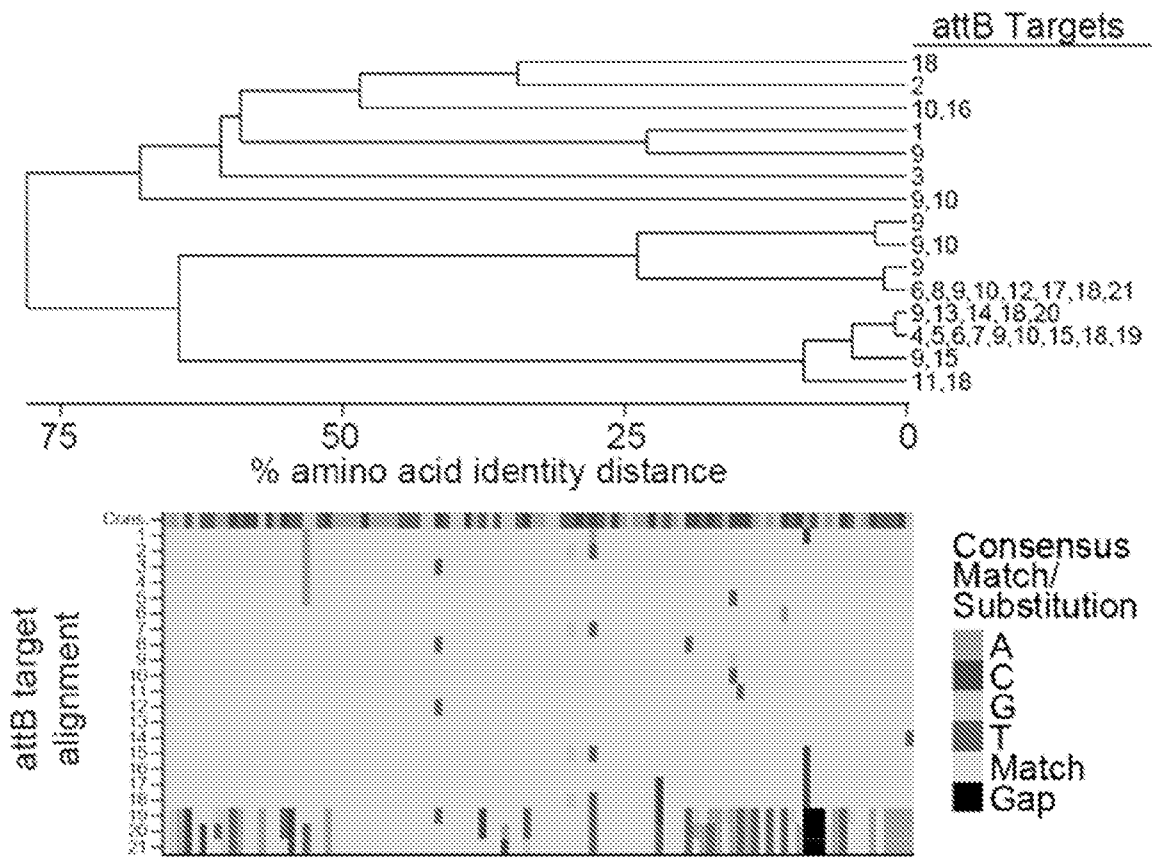 attB Targets
18
2
10,16
1
9
3
9,10
9
9,10
9
6,8,9,10,12,17,18,21
9,13,14,18,20
4,5,6,7,9,10,15,18,19
9,15
11,18
75 50 25 0
% amino acid identity distance
Cons.
attB target
alignment
Consensus
Match/
Substitution
A
C
G
T
Match
Gap